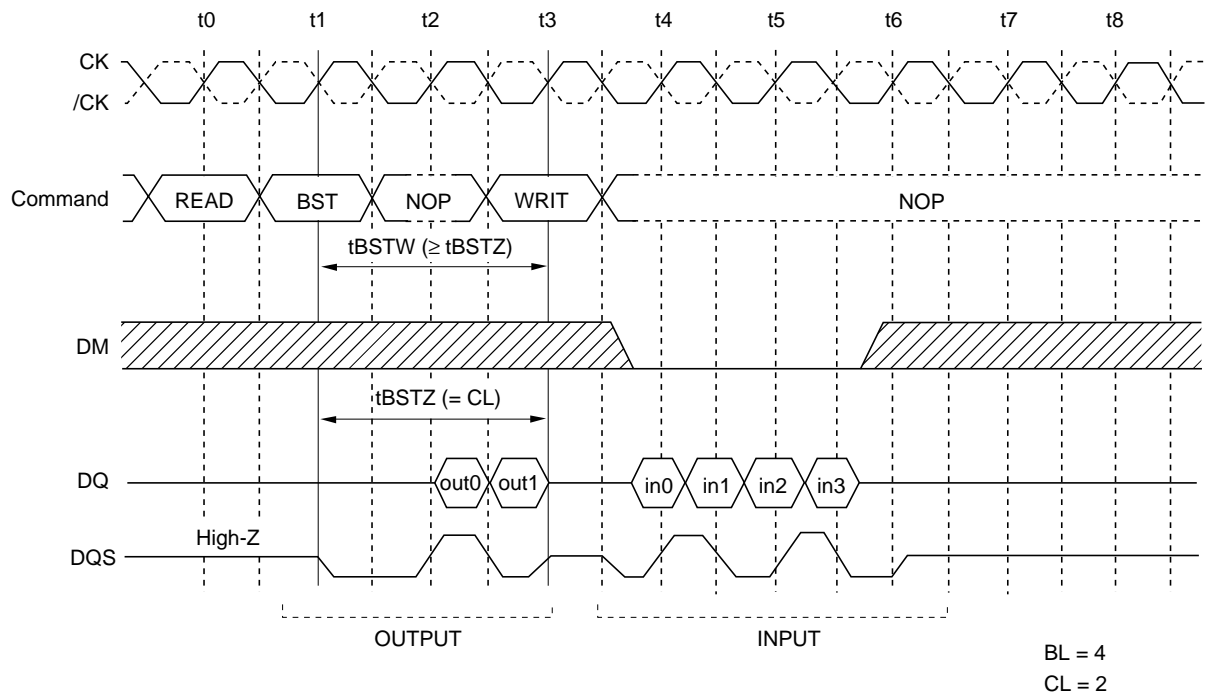 t0 t1 t2 t3 t4 t5 t6 t7 t8
CK
/CK
Command READ BST NOP WRIT NOP
tBSTW (≥ tBSTZ)
DM
tBSTZ (= CL)
DQ out0 out1 in0 in1 in2 in3
High-Z
DQS
OUTPUT INPUT
BL = 4
CL = 2